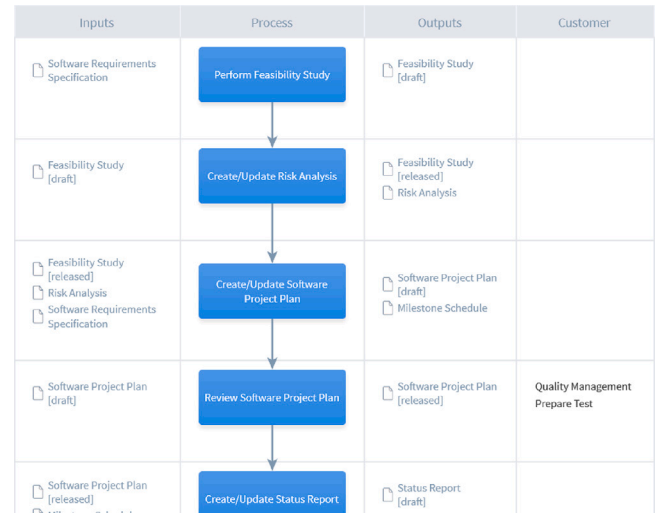 Inputs
Process
Outputs
Customer
Software Requirements
Specification
Perform Feasibility Study
Feasibility Study
[draft]
Feasibility Study
[draft]
Create/Update Risk Analysis
Feasibility Study
[released]
Risk Analysis
Feasibility Study
[released]
Risk Analysis
Software Requirements
Specification
Create/Update Software
Project Plan
Software Project Plan
[draft]
Milestone Schedule
Software Project Plan
[draft]
Review Software Project Plan
Software Project Plan
[released]
Quality Management
Prepare Test
Software Project Plan
[released]
Create/Update Status Report
Status Report
[draft]